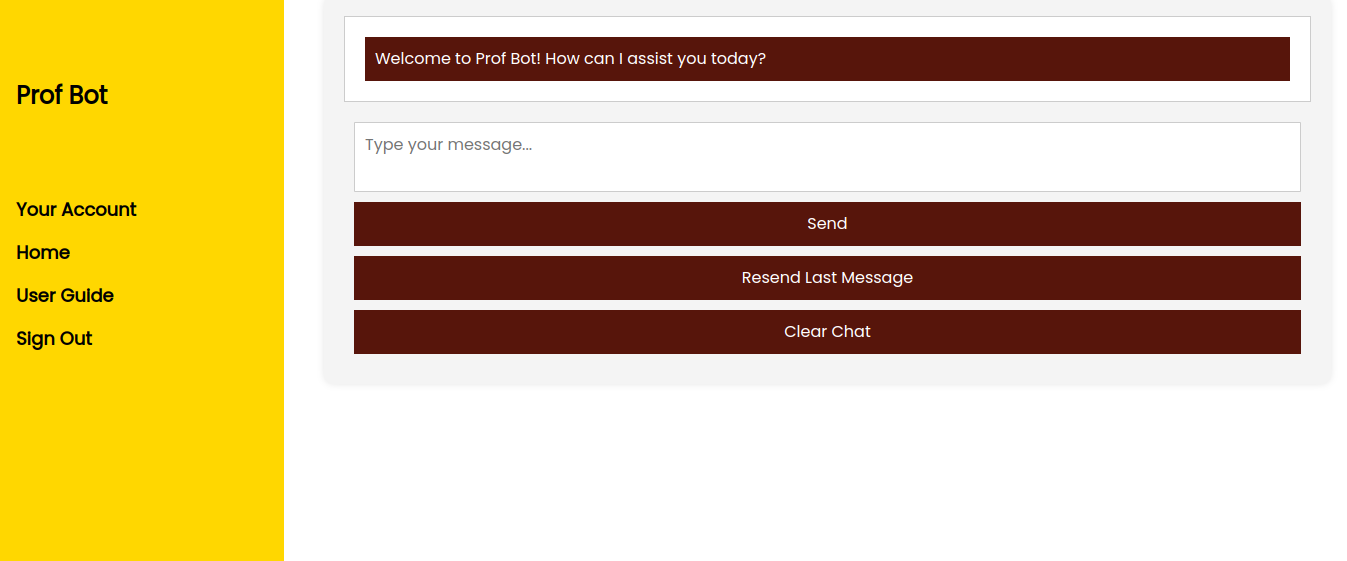 Prof Bot
Your Account
Home
User Guide
Sign Out
Welcome to Prof Bot! How can I assist you today?
Type your message...
Send
Resend Last Message
Clear Chat